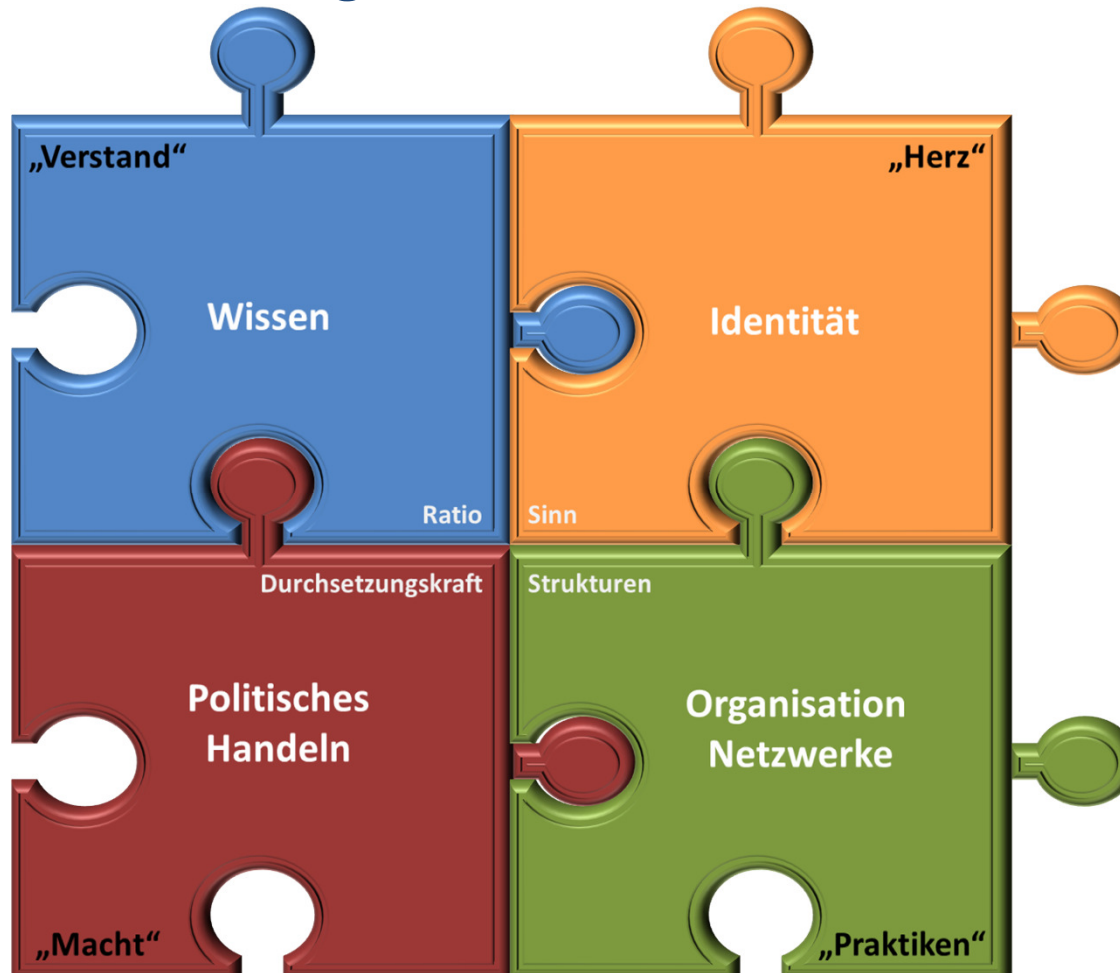 „Verstand“
„Herz“
Wissen
Identität
Ratio
Sinn
Durchsetzungskraft
Strukturen
Politisches
Handeln
Organisation
Netzwerke
„Macht“
„Praktiken“